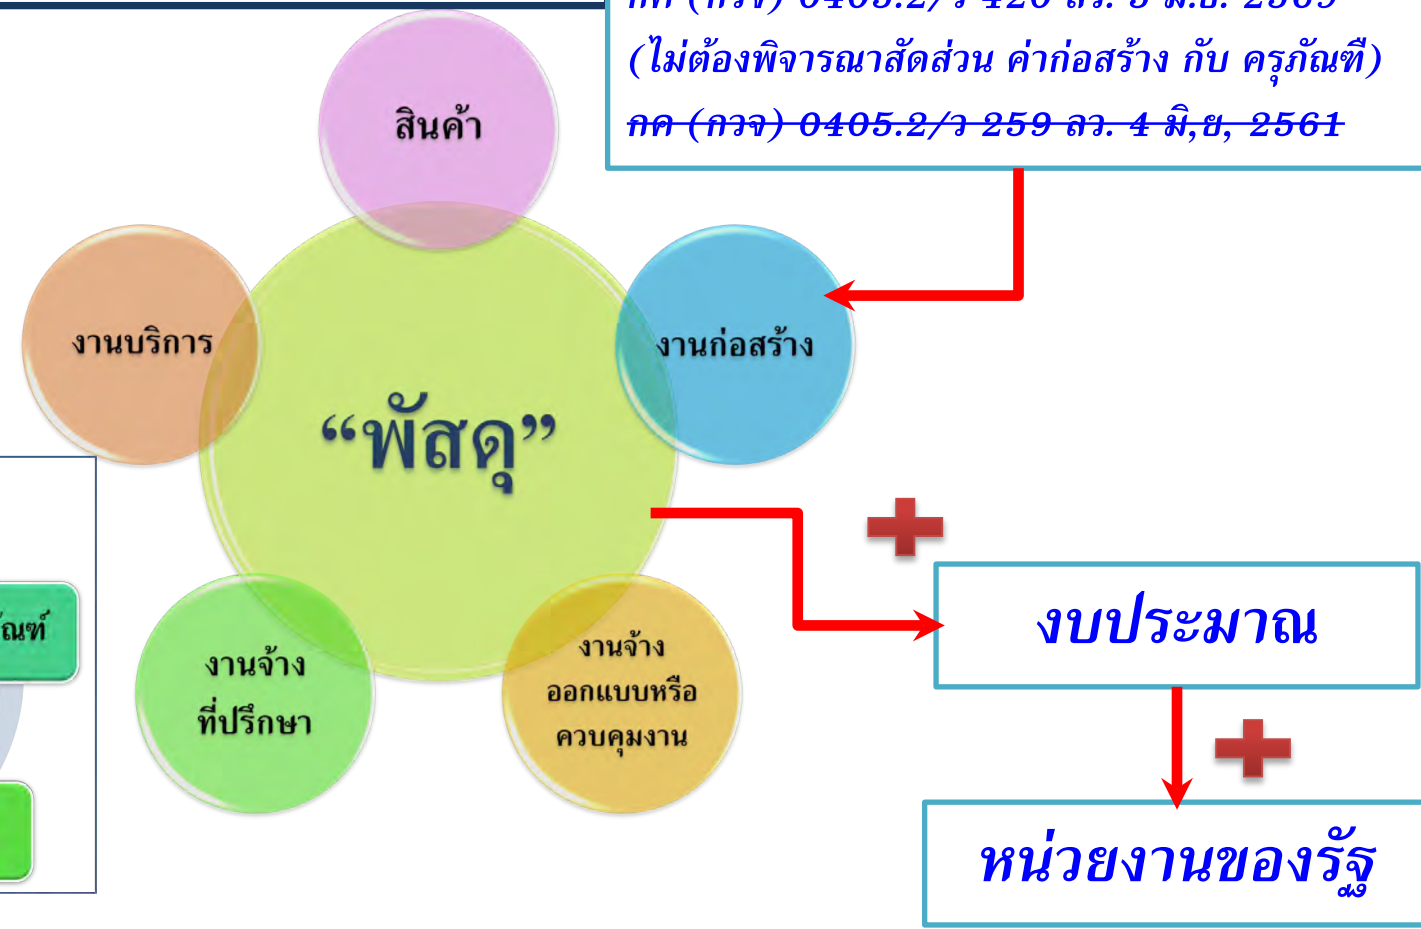 (ไม่ต้องพิจารณาสัดส่วน ค่าก่อสร้าง กับ ครุภัณฑ์)
กค (กวจ) 0405.2/ว 259 ลว. 4 มิ,ย, 2561
สินค้า
งานบริการ
งานก่อสร้าง
“พัสดุ”
งบประมาณ
งานจ้าง
ที่ปรึกษา
งานจ้าง
ออกแบบหรือ
ควบคุมงาน
หน่วยงานของรัฐ